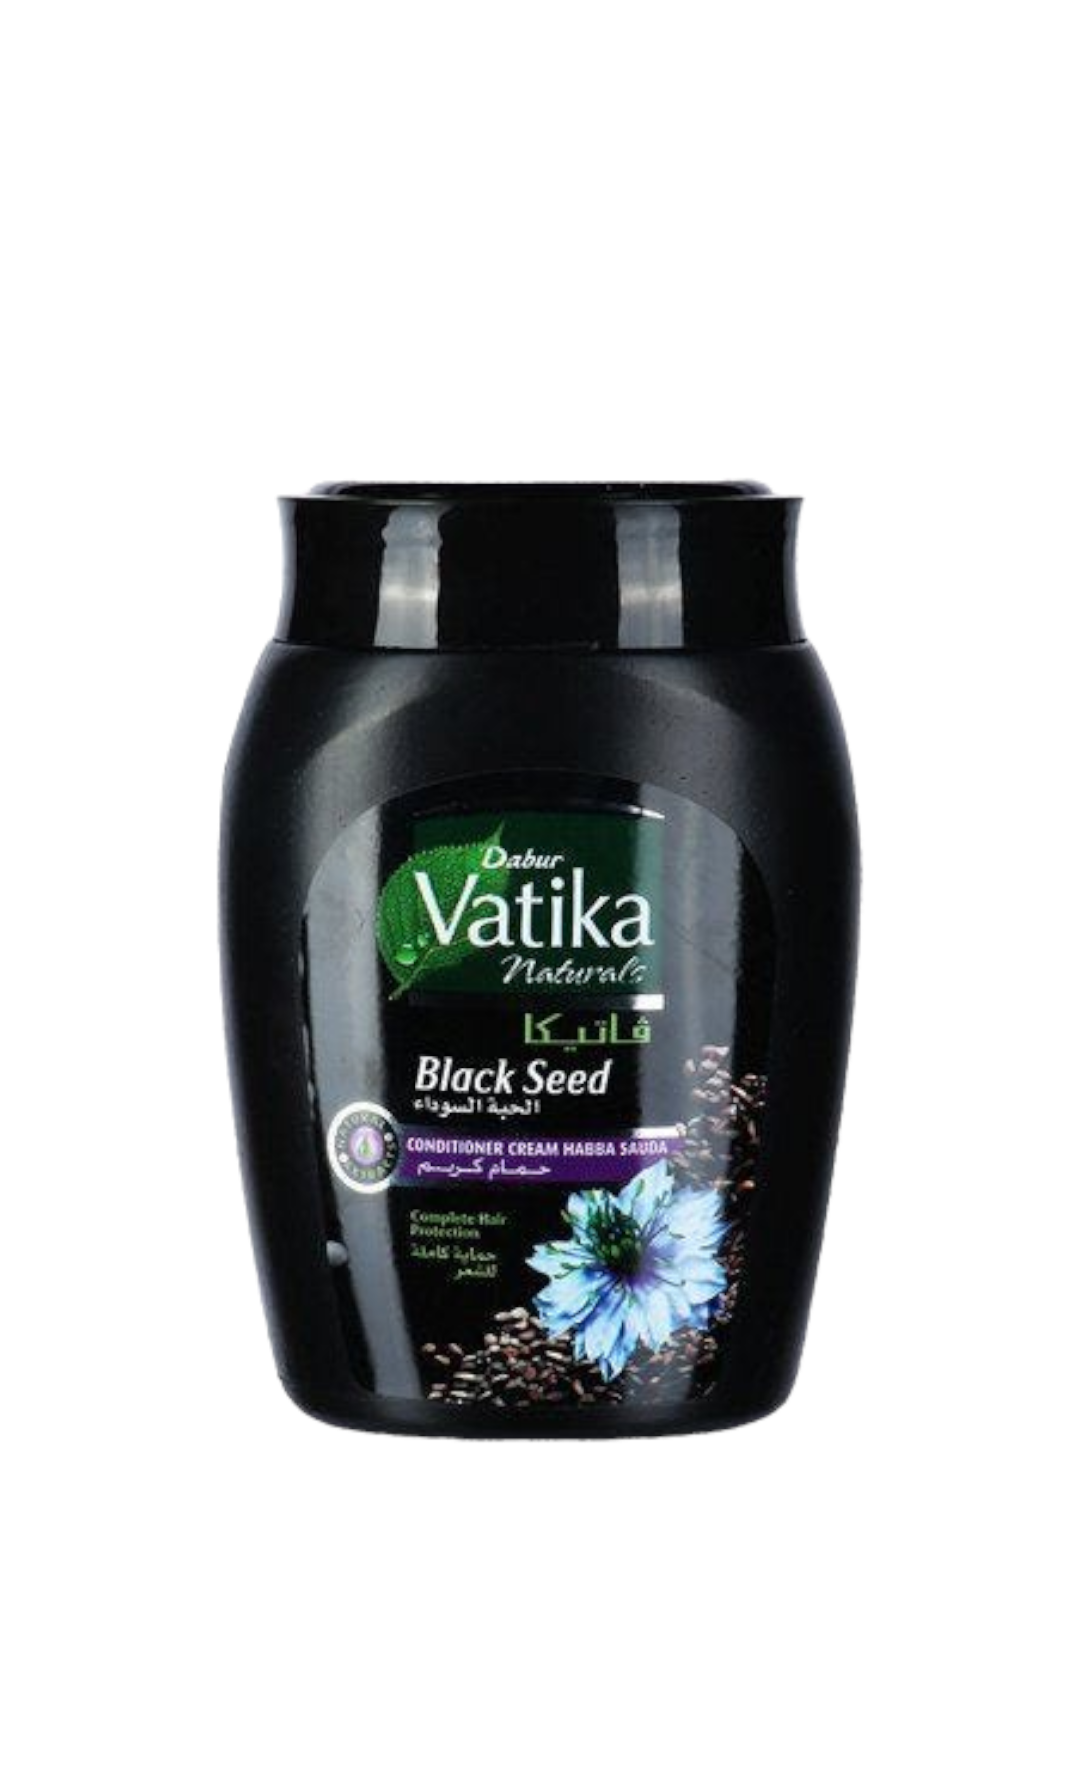 Dabur
Vatika
Naturals
ڤاتيكا
Black Seed
الحبة السوداء
CONDITIONER CREAM HABBA SAUDA
حمام كريم
Complete Hair
Protection
حماية كاملة
للشعر